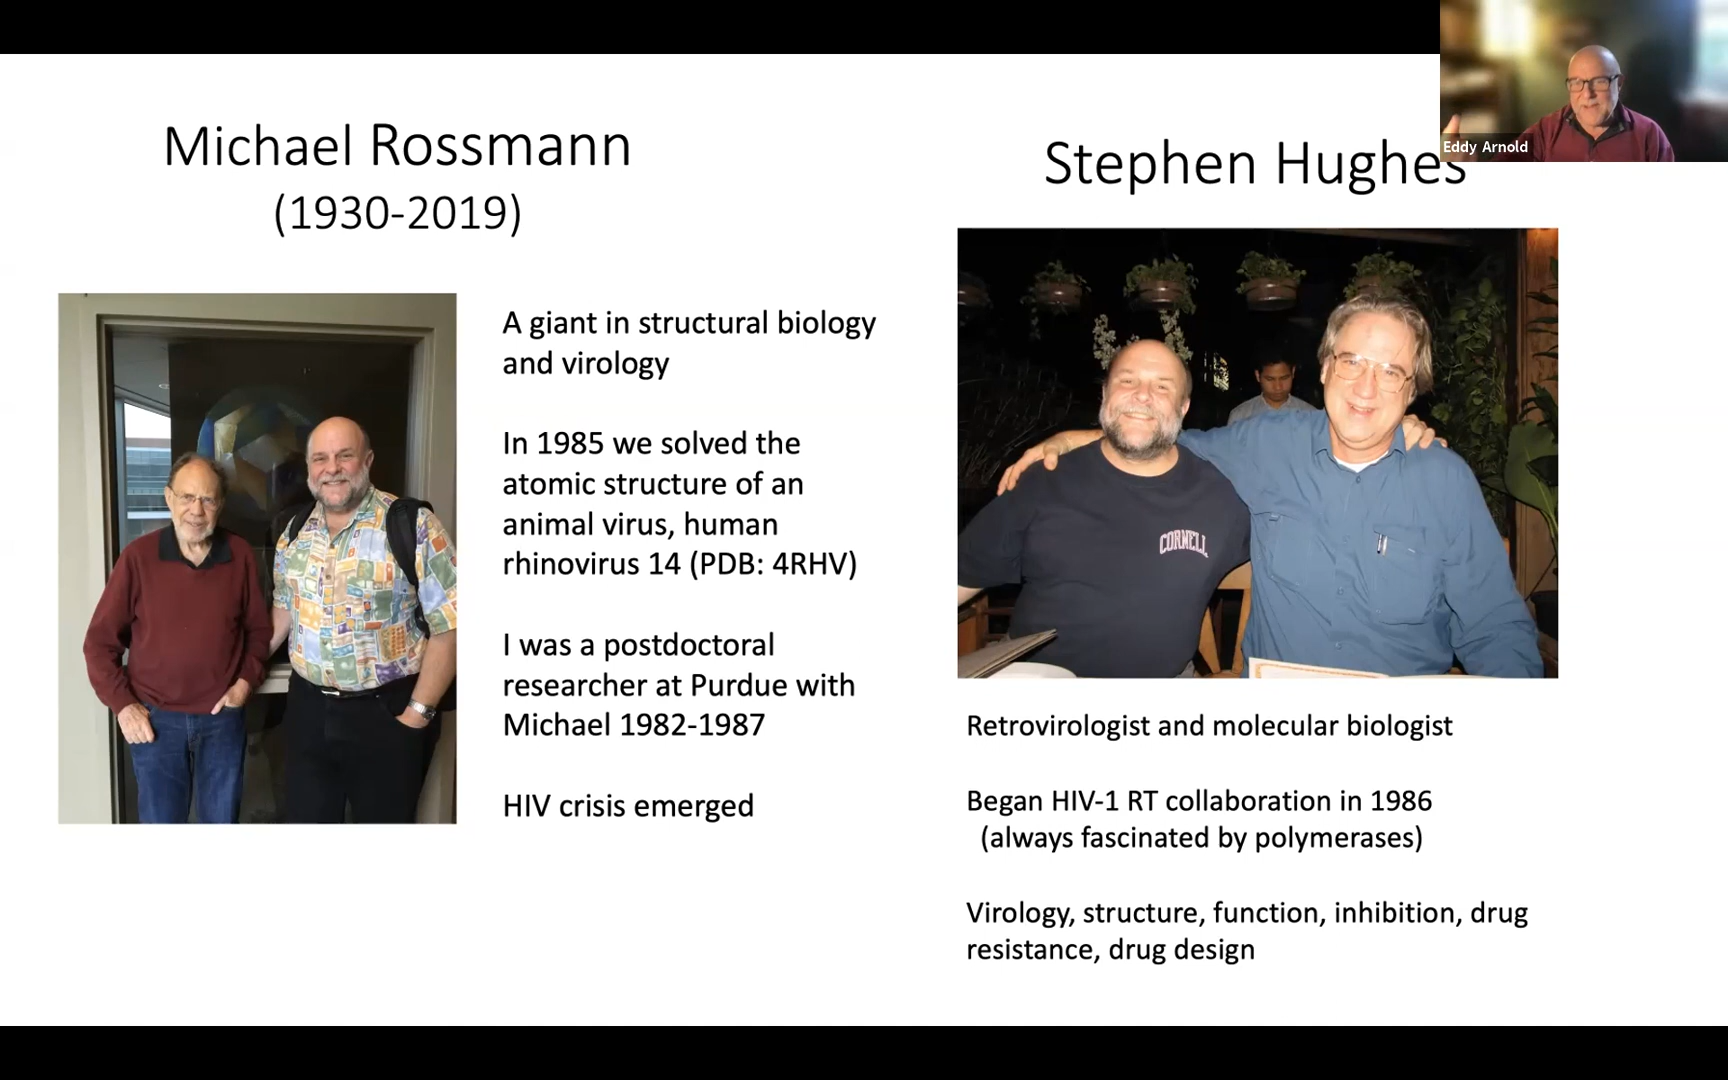 Michael Rossmann
(1930-2019)
A giant in structural biology
and virology
In 1985 we solved the
atomic structure of an
animal virus, human
rhinovirus 14 (PDB: 4RHV)
I was a postdoctoral
researcher at Purdue with
Michael 1982-1987
HIV crisis emerged
Eddy Arnold
Stephen Hughes
CORNELL
Retrovirologist and molecular biologist
Began HIV-1 RT collaboration in 1986
(always fascinated by polymerases)
Virology, structure, function, inhibition, drug
resistance, drug design